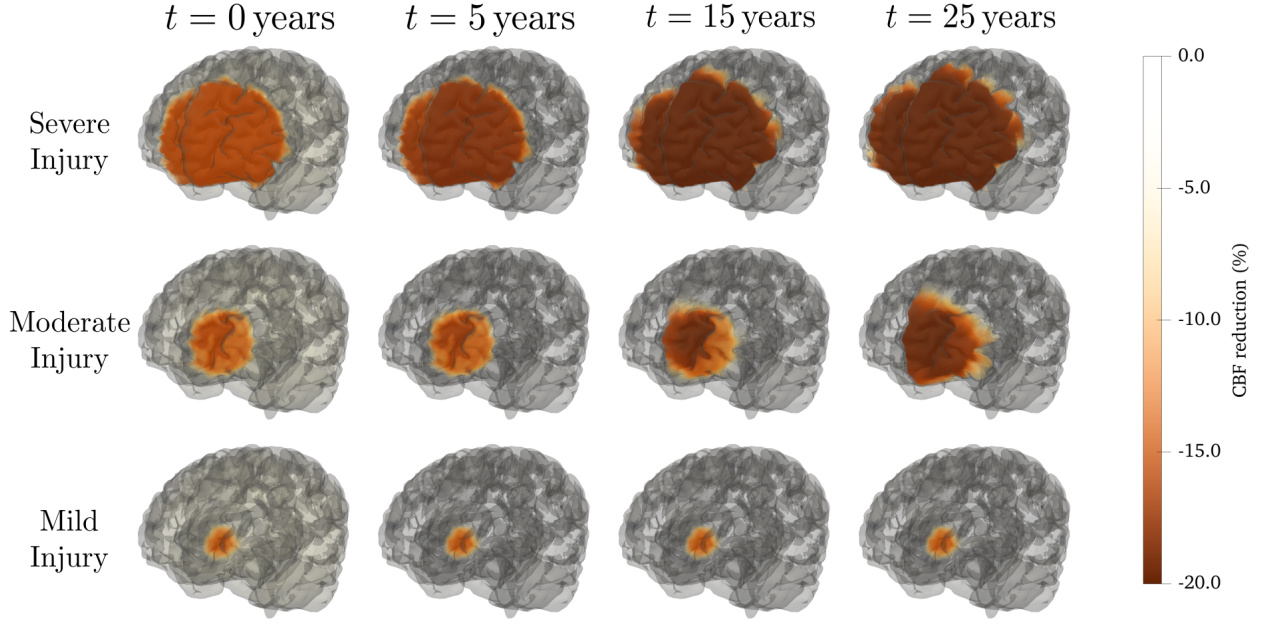 t = 0 years
t = 5 years
t = 15 years
t = 25 years
Severe
Injury
Moderate
Injury
Mild
Injury
0.0
-5.0
-10.0
-15.0
-20.0
CBF reduction (%)